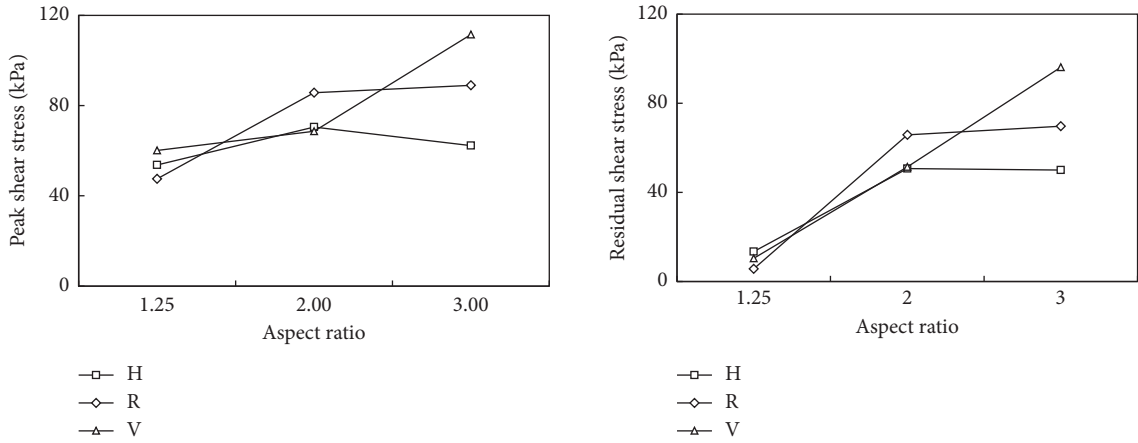 Peak shear stress (kPa)
120
80
40
0
1.25 2.00 3.00
Aspect ratio
H
R
V
Residual shear stress (kPa)
120
80
40
0
1.25 2 3
Aspect ratio
H
R
V